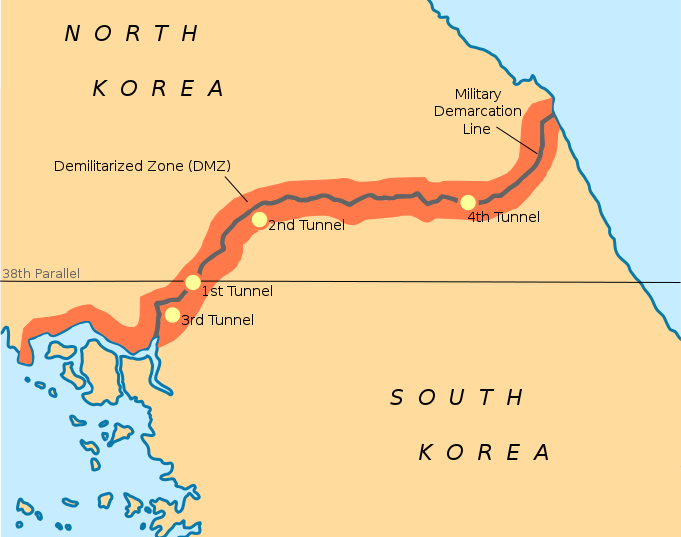 NORTH
KOREA
Military
Demarcation
Line
Demilitarized Zone (DMZ)
4th Tunnel
2nd Tunnel
38th Parallel
1st Tunnel
3rd Tunnel
SOUTH
KOREA